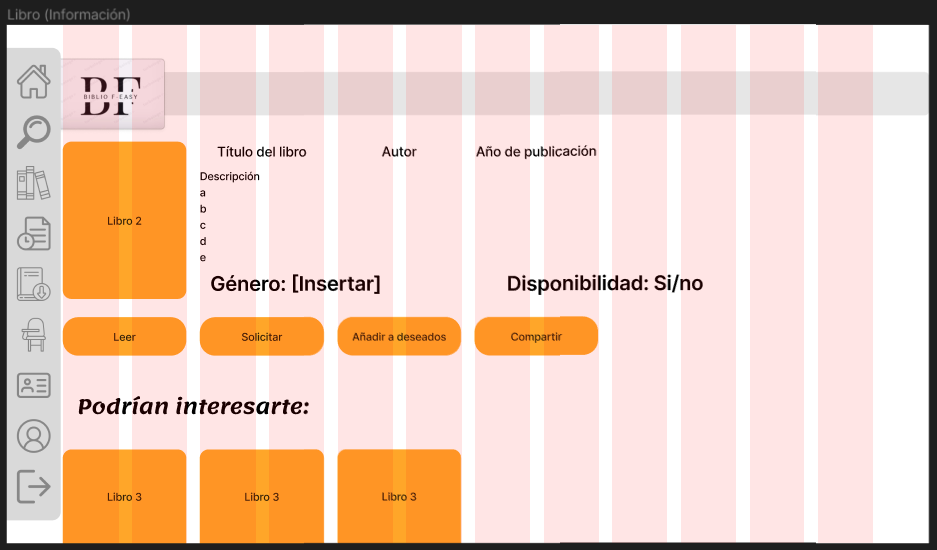 Libro (Información)
BF
BIBLIO F-EASY
Título del libro
Autor
Año de publicación
Descripción
a
b
c
d
e
Libro 2
Género: [Insertar]
Disponibilidad: Si/no
Leer
Solicitar
Añadir a deseados
Compartir
Podrían interesarte:
Libro 3
Libro 3
Libro 3